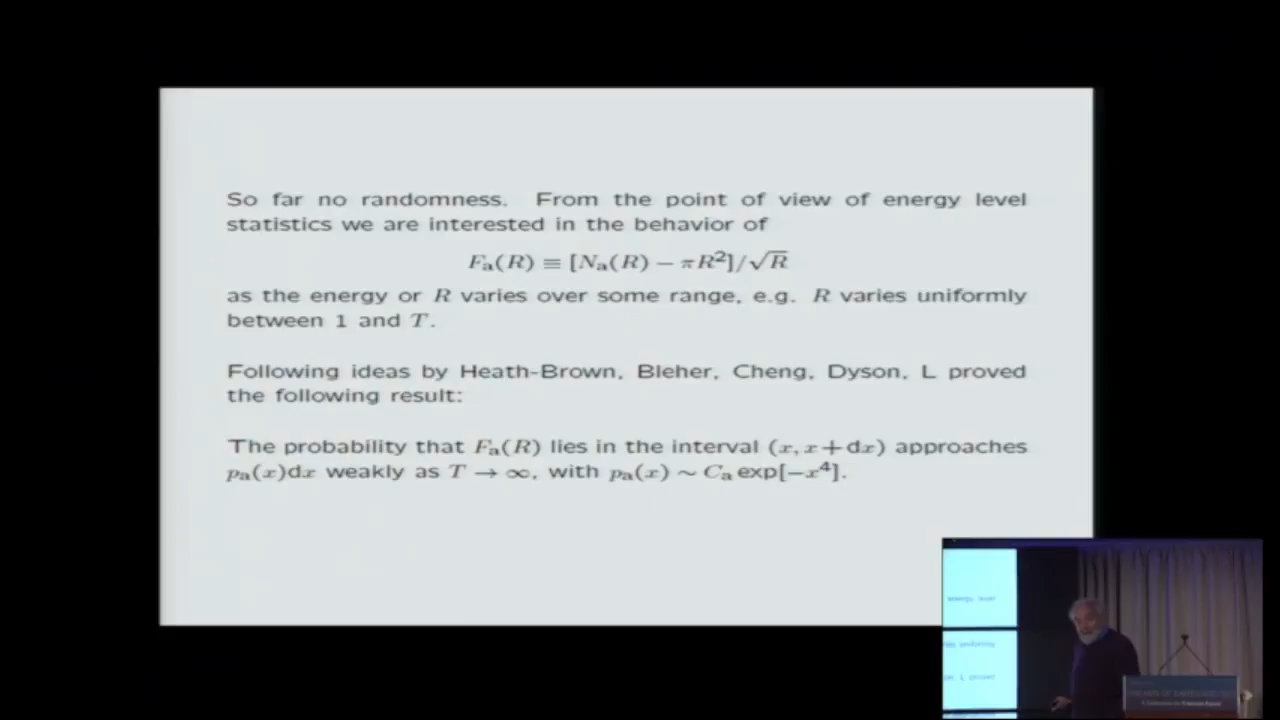 So far no randomness. From the point of view of energy level
statistics we are interested in the behavior of
Fₐ(R) ≡ [Nₐ(R) − πR²]/√R
as the energy or R varies over some range, e.g. R varies uniformly
between 1 and T.
Following ideas by Heath-Brown, Bleher, Cheng, Dyson, L proved
the following result:
The probability that Fₐ(R) lies in the interval (x, x + dx) approaches
pₐ(x)dx weakly as T → ∞, with pₐ(x) ∼ Cₐ exp[−x⁴].
energy level